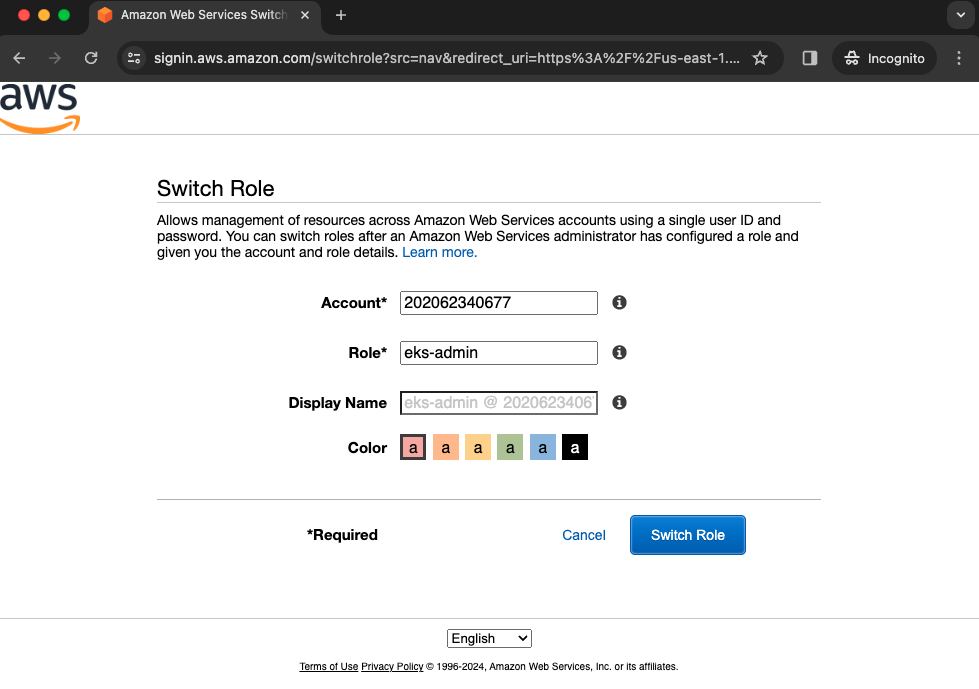 Amazon Web Services Switch
signin.aws.amazon.com/switchrole?src=nav&redirect_uri=https%3A%2F%2Fus-east-1....
Incognito
aws
Switch Role
Allows management of resources across Amazon Web Services accounts using a single user ID and
password. You can switch roles after an Amazon Web Services administrator has configured a role and
given you the account and role details. Learn more.
Account* 202062340677
Role* eks-admin
Display Name eks-admin @ 2020623406
Color a a a a a a
*Required Cancel Switch Role
English
Terms of Use Privacy Policy © 1996-2024, Amazon Web Services, Inc. or its affiliates.